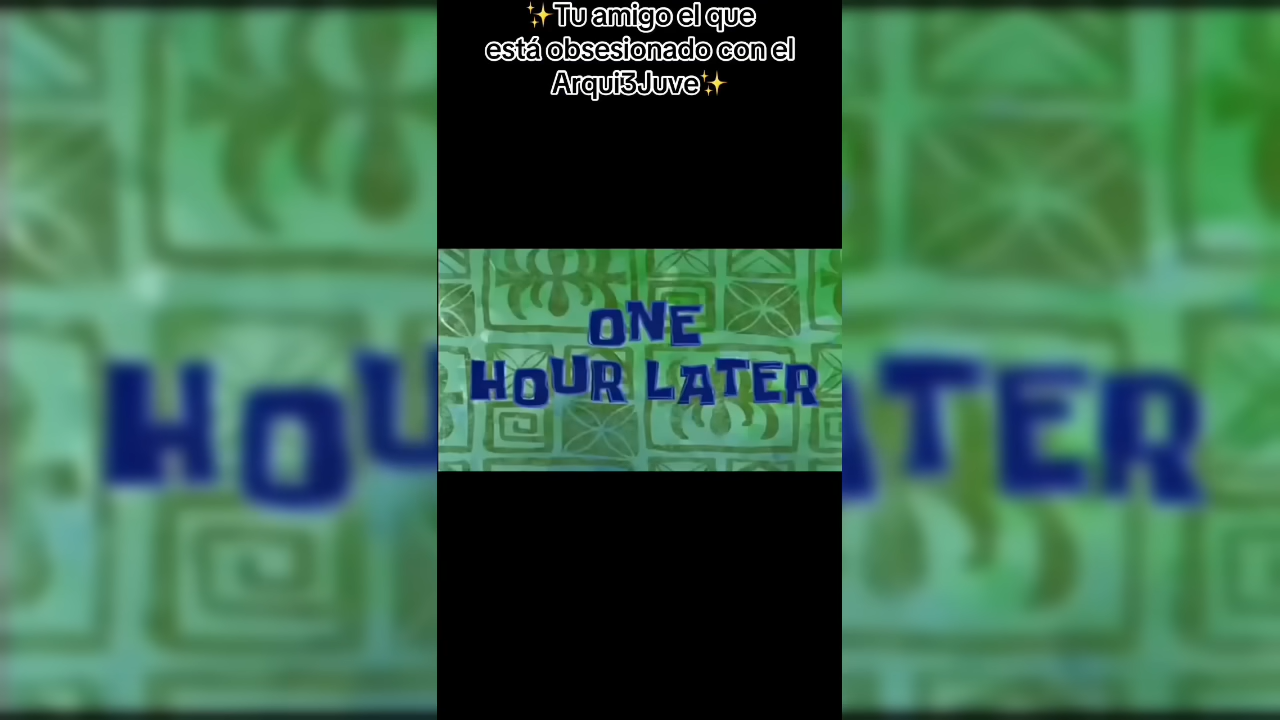 ✨Tu amigo el que
está obsesionado con el
Arqui3Juve✨
ONE
HOUR LATER